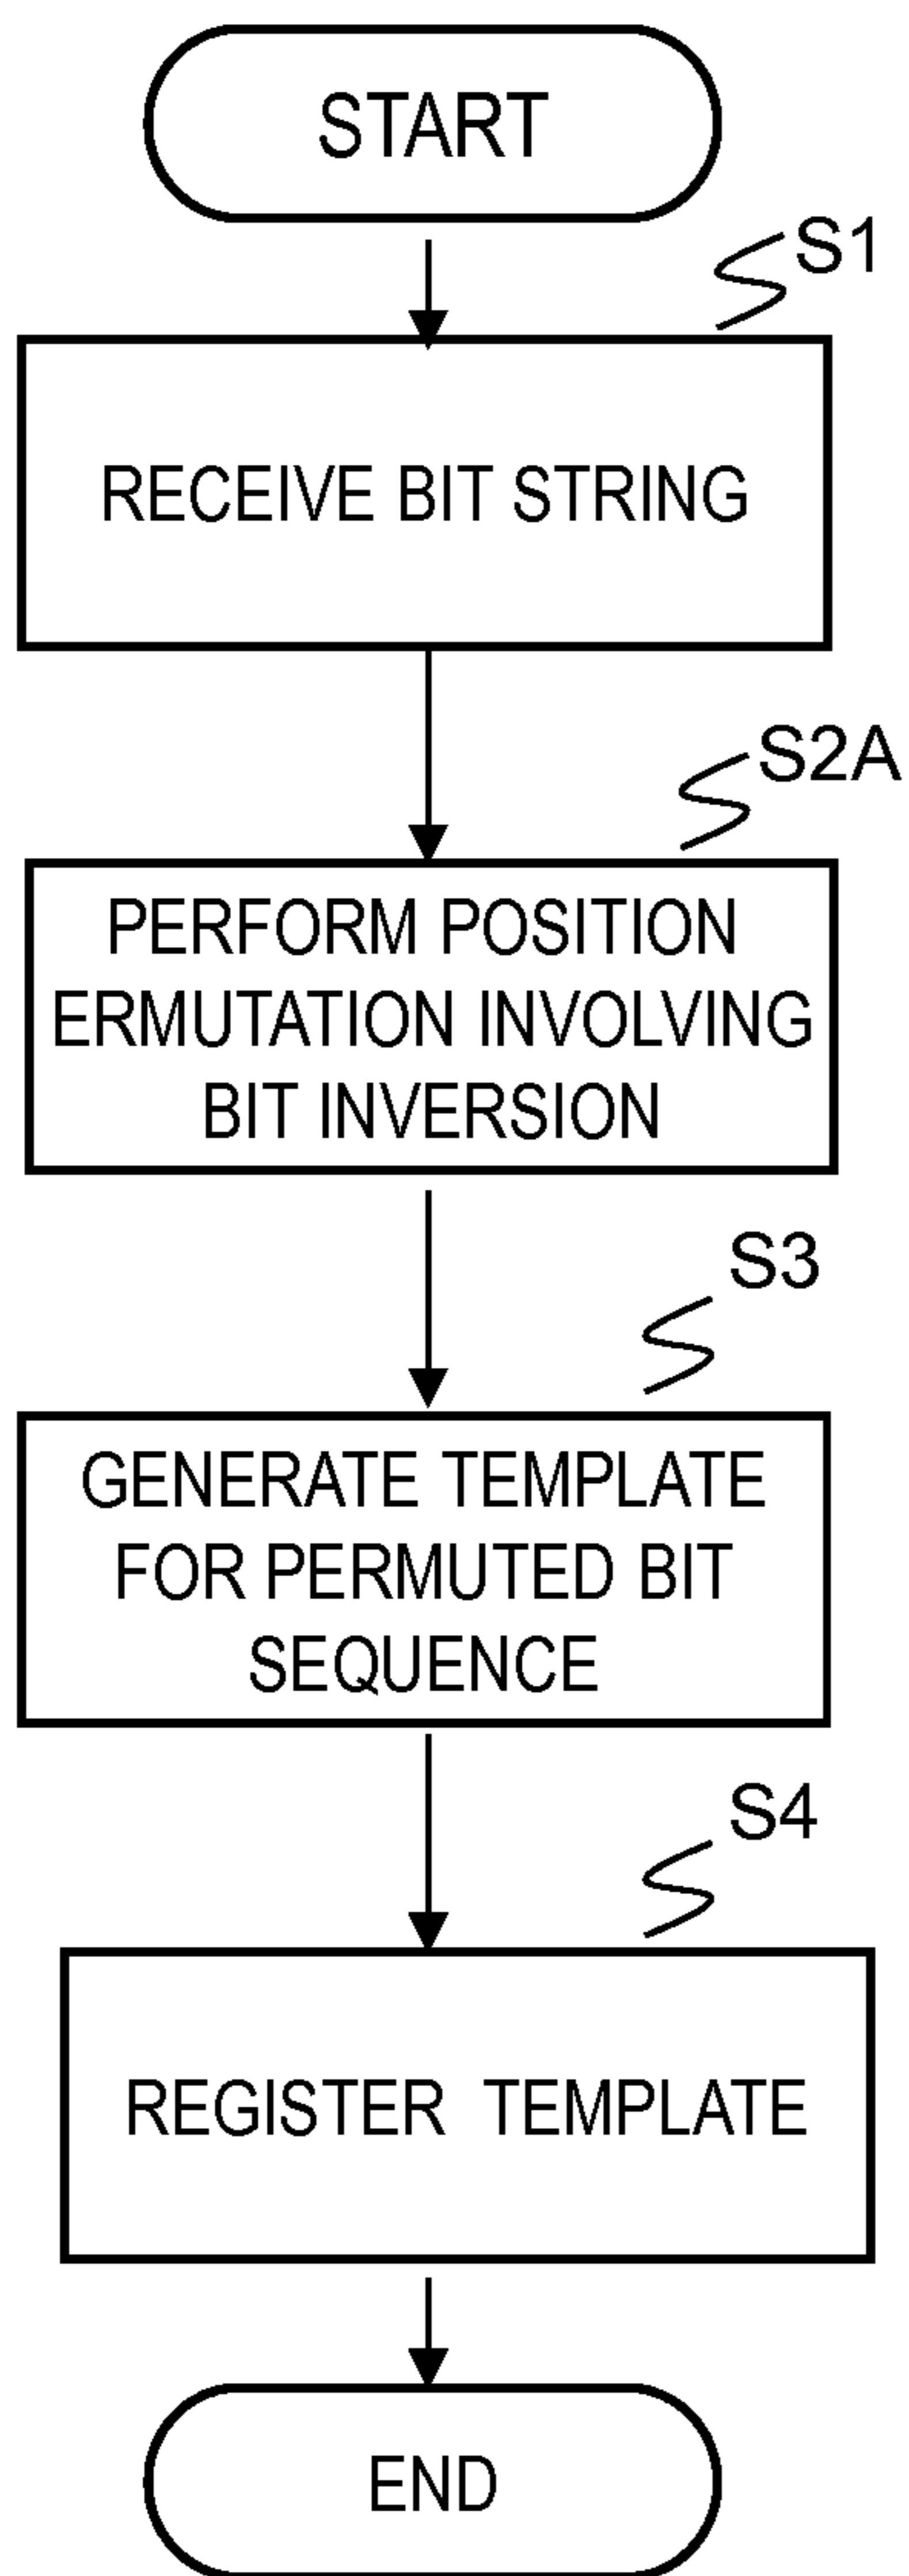 START
S1
RECEIVE BIT STRING
S2A
PERFORM POSITION
ERMUTATION INVOLVING
BIT INVERSION
S3
GENERATE TEMPLATE
FOR PERMUTED BIT
SEQUENCE
S4
REGISTER TEMPLATE
END